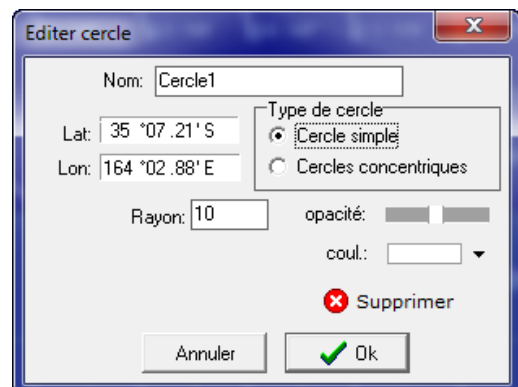 Editer cercle
Nom: Cercle1
Type de cercle
Lat: 35 °07 .21' S
Cercle simple
Lon: 164 °02 .88' E
Cercles concentriques
Rayon: 10
opacité:
coul.:
Supprimer
Annuler
Ok